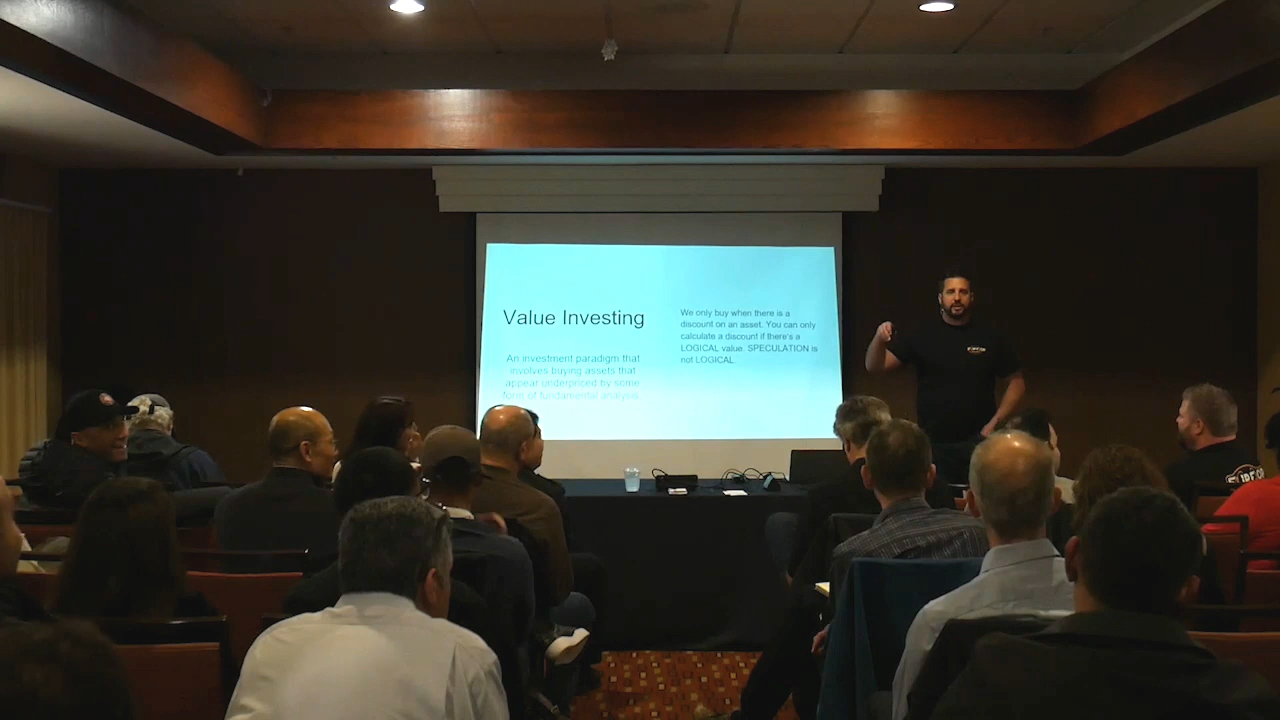 Value Investing
An investment paradigm that
involves buying assets that
appear underpriced by some
form of fundamental analysis.
We only buy when there is a
discount on an asset. You can only
calculate a discount if there's a
LOGICAL value. SPECULATION is
not LOGICAL.